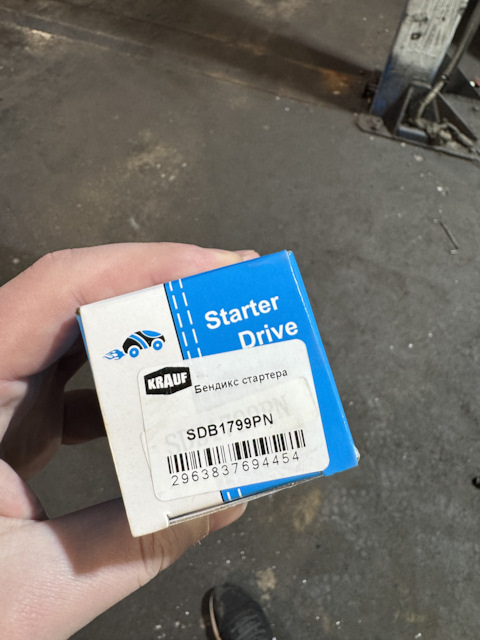 Starter
Drive
KRAUF
Бендикс стартера
SDB1799PN
2963837694454